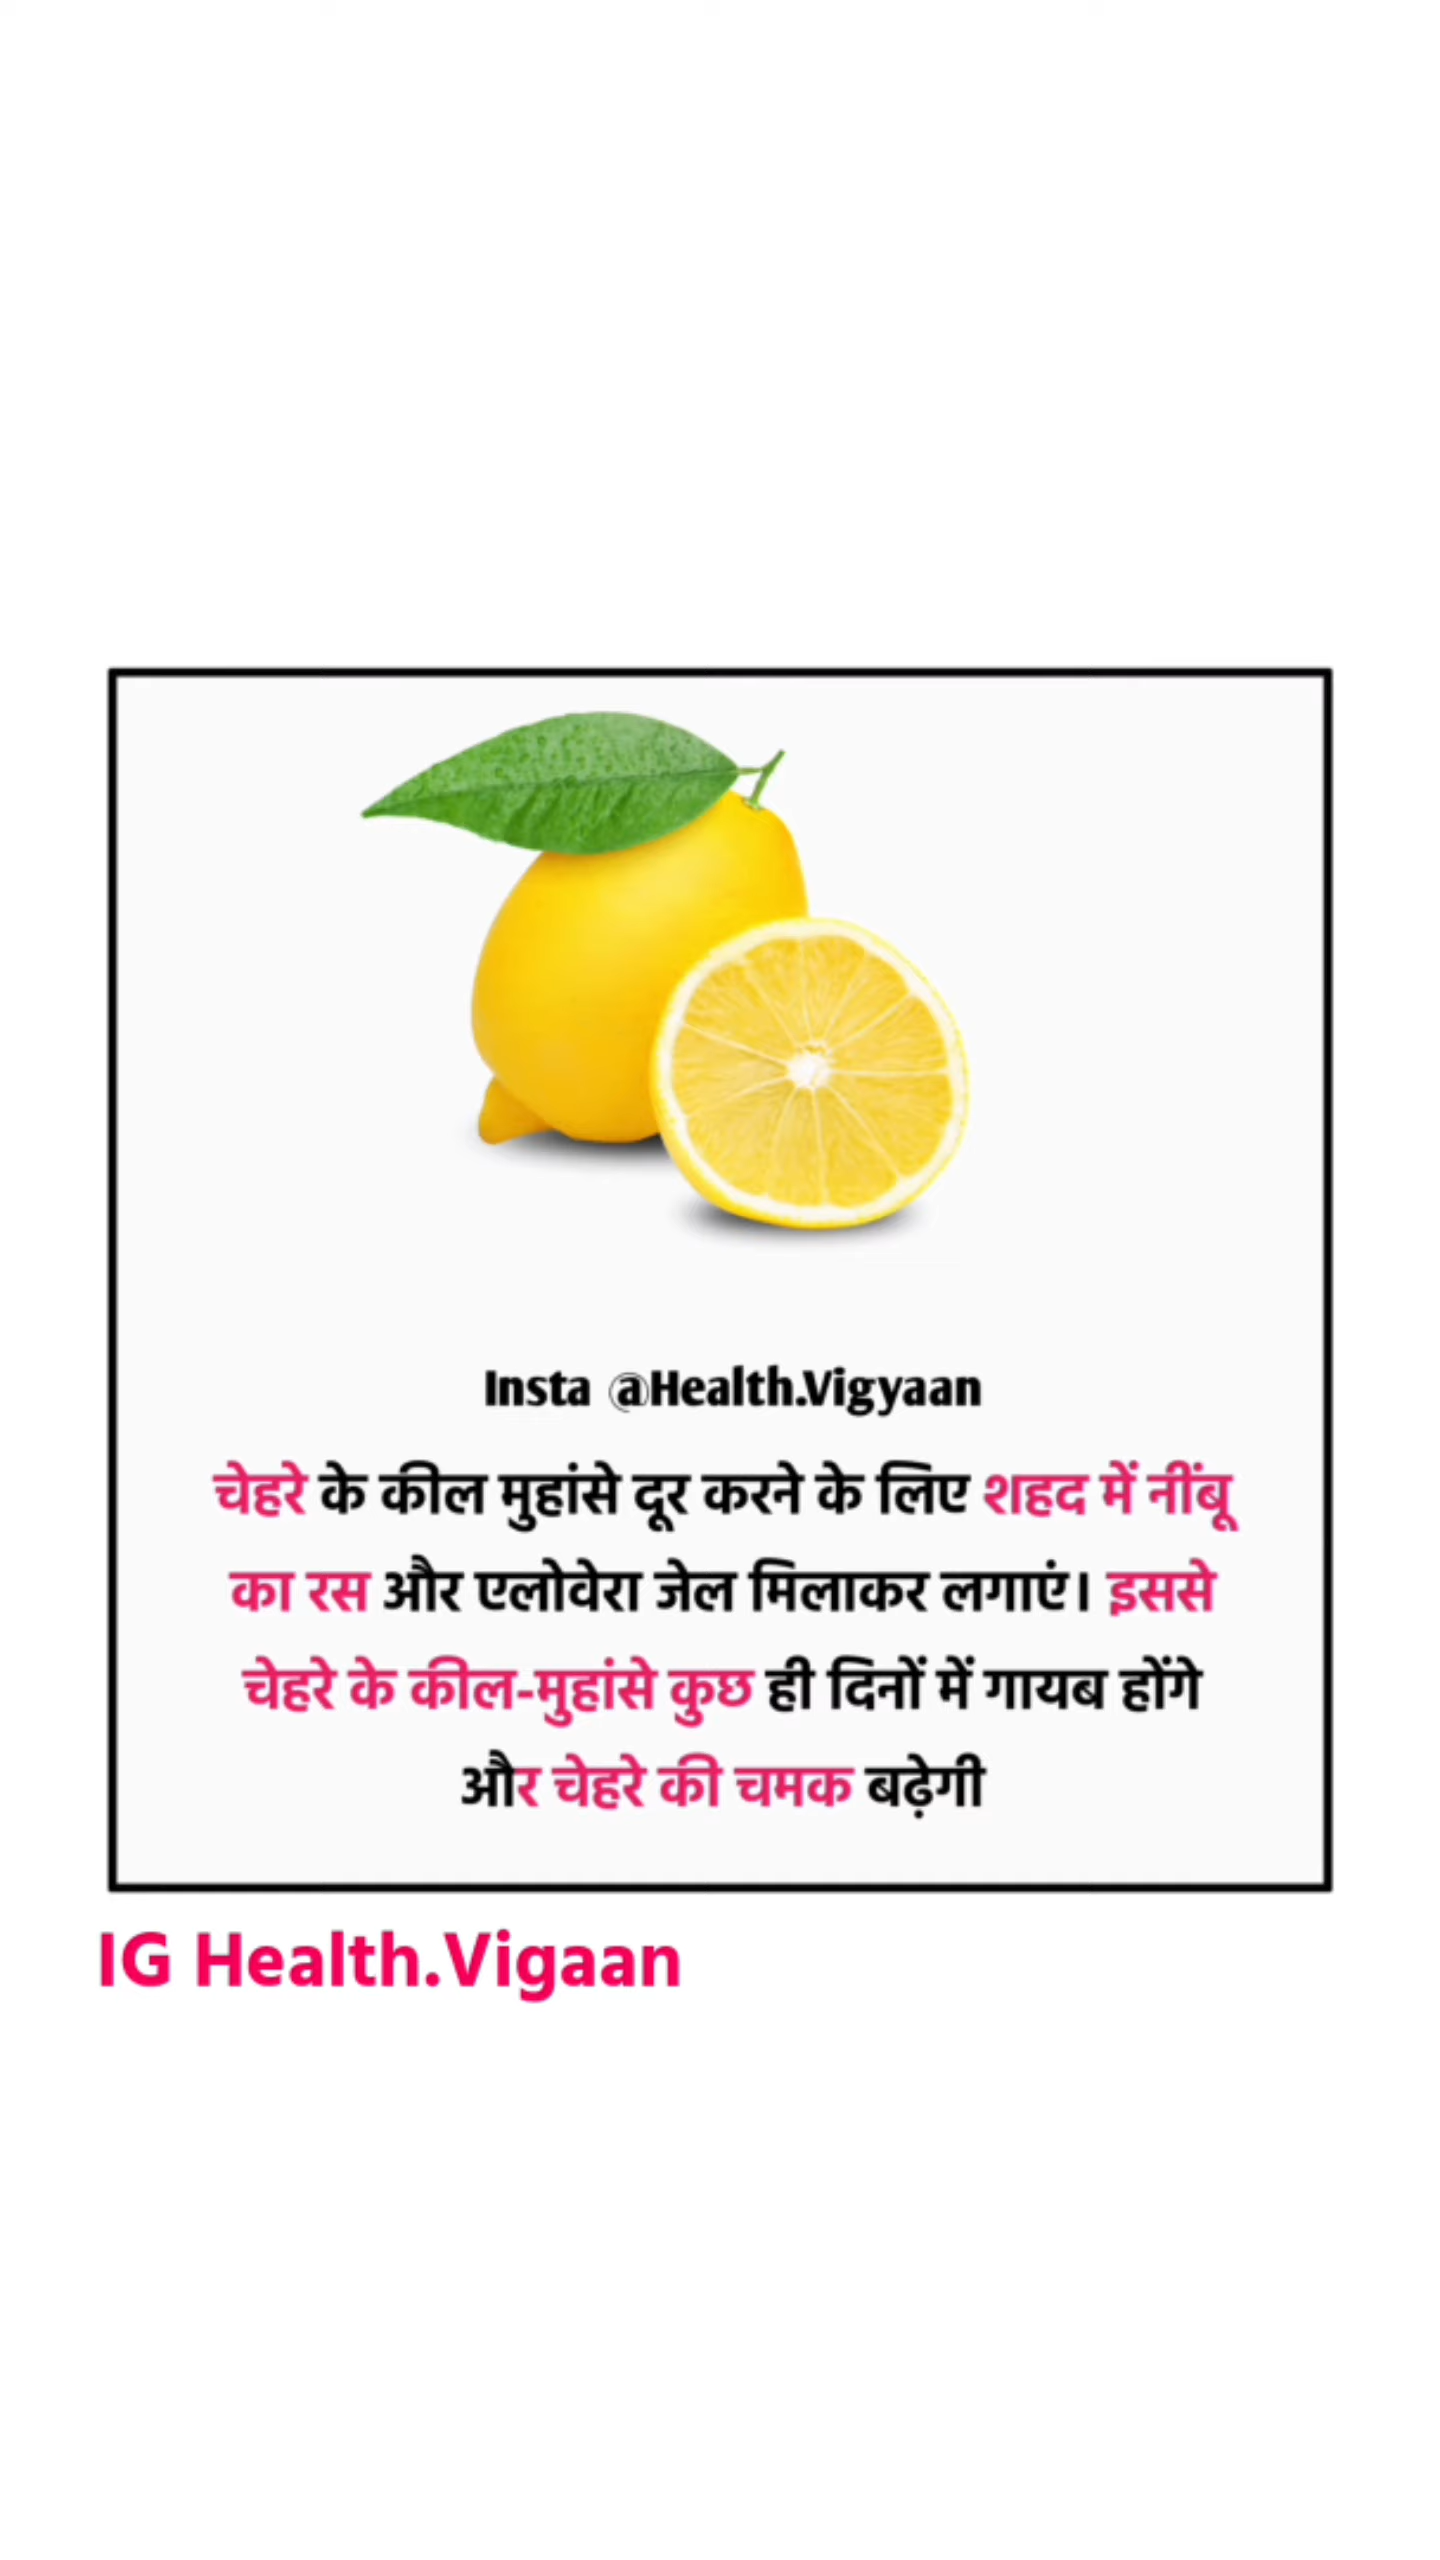 Insta @Health.Vigyaan
चेहरे के कील मुहांसे दूर करने के लिए शहद में नींबू
का रस और एलोवेरा जेल मिलाकर लगाएं। इससे
चेहरे के कील-मुहांसे कुछ ही दिनों में गायब होंगे
और चेहरे की चमक बढ़ेगी
IG Health.Vigaan